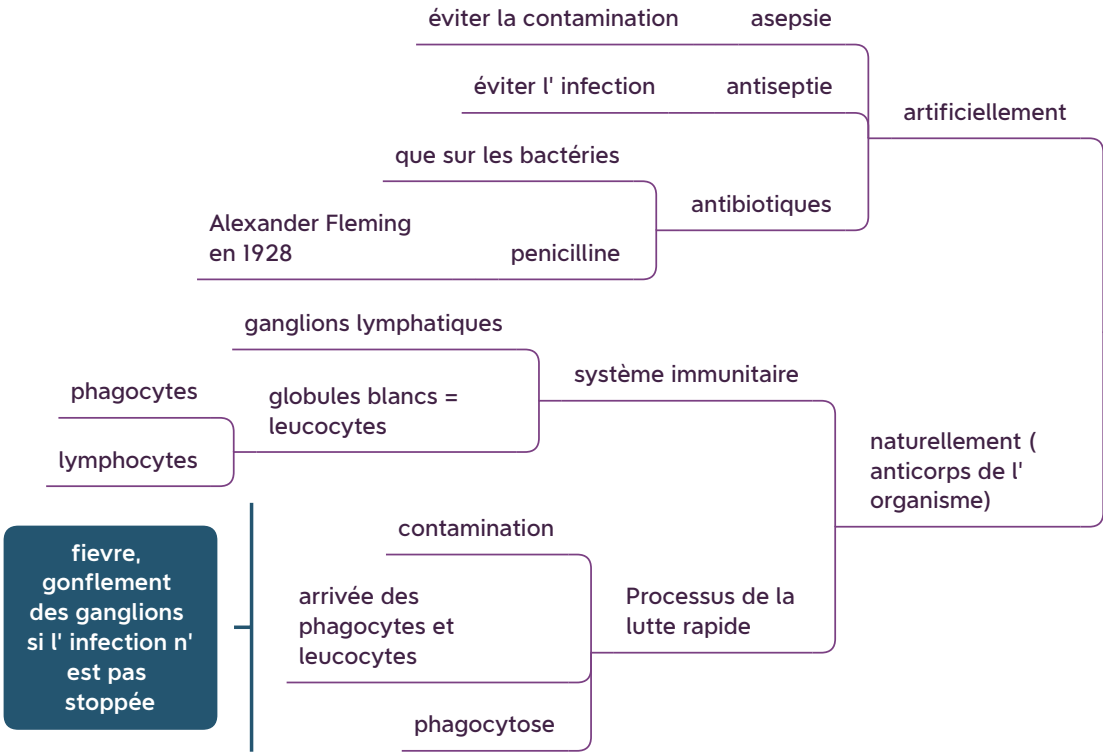 éviter la contamination
asepsie
éviter l' infection
antiseptie
artificiellement
que sur les bactéries
antibiotiques
Alexander Fleming
en 1928
penicilline
ganglions lymphatiques
système immunitaire
phagocytes
globules blancs =
leucocytes
lymphocytes
naturellement (
anticorps de l'
organisme)
contamination
fievre,
gonflement
des ganglions
si l' infection n'
est pas
stoppée
arrivée des
phagocytes et
leucocytes
Processus de la
lutte rapide
phagocytose